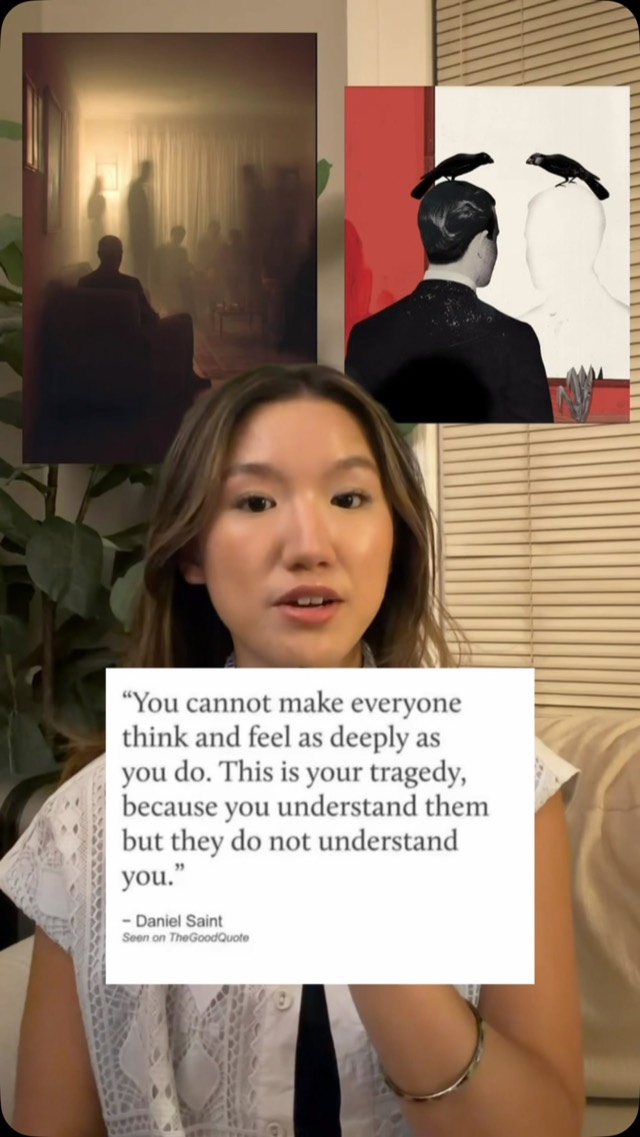 “You cannot make everyone
think and feel as deeply as
you do. This is your tragedy,
because you understand them
but they do not understand
you.”
– Daniel Saint
Seen on TheGoodQuote